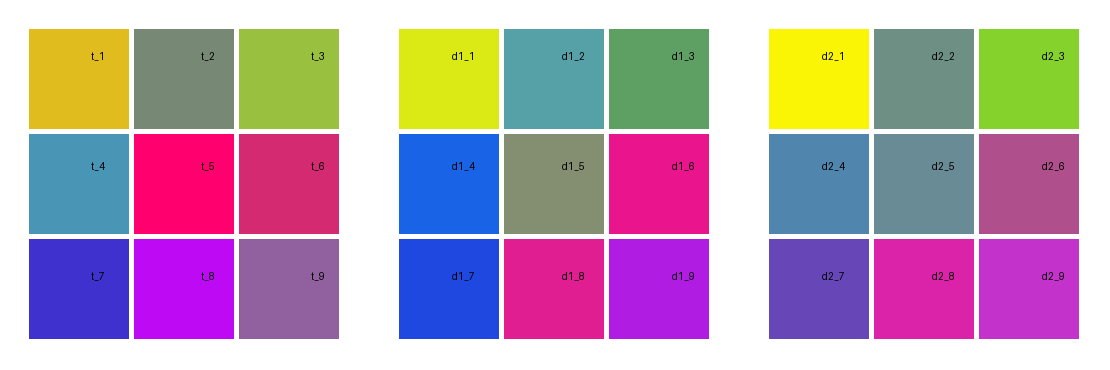 t_1 t_2 t_3 d1_1 d1_2 d1_3 d2_1 d2_2 d2_3
t_4 t_5 t_6 d1_4 d1_5 d1_6 d2_4 d2_5 d2_6
t_7 t_8 t_9 d1_7 d1_8 d1_9 d2_7 d2_8 d2_9